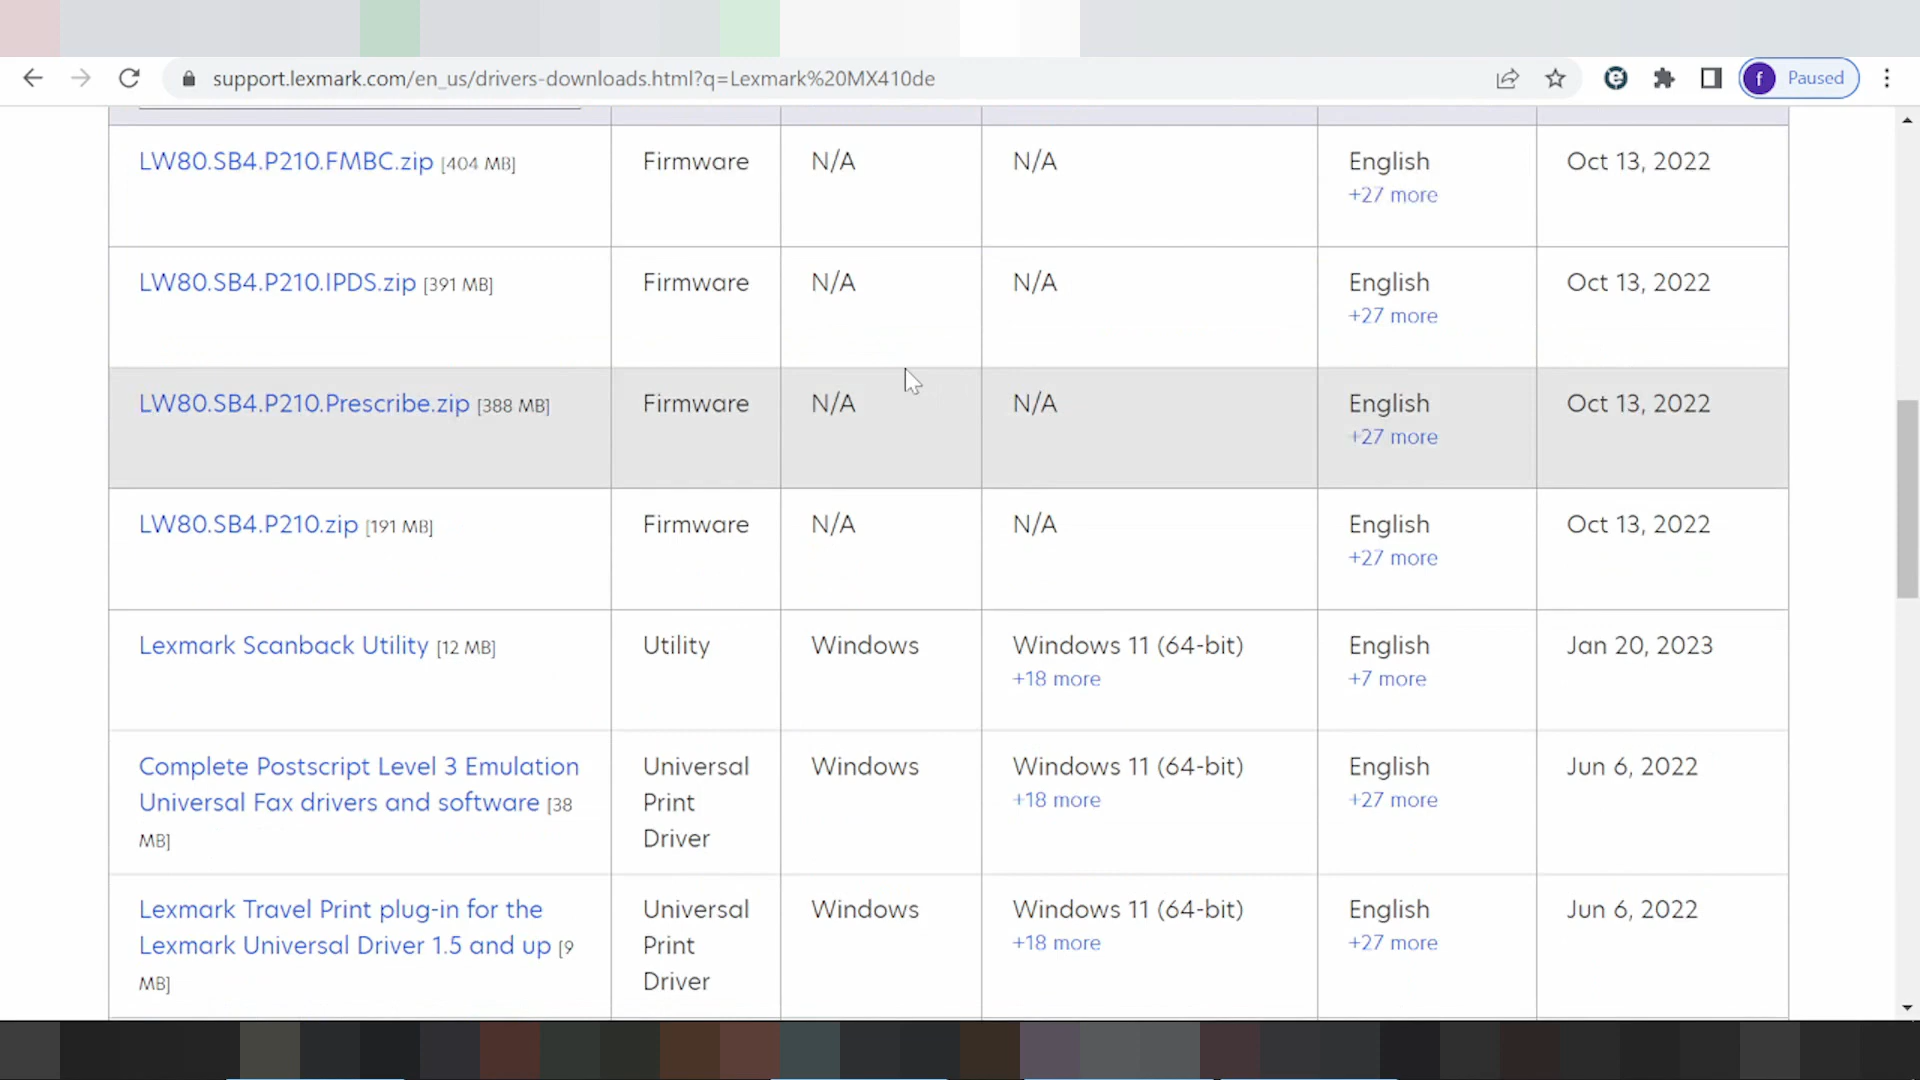 support.lexmark.com/en_us/drivers-downloads.html?q=Lexmark%20MX410de
f Paused
LW80.SB4.P210.FMBC.zip [404 MB] Firmware N/A N/A English Oct 13, 2022
+27 more
LW80.SB4.P210.IPDS.zip [391 MB] Firmware N/A N/A English Oct 13, 2022
+27 more
LW80.SB4.P210.Prescribe.zip [388 MB] Firmware N/A N/A English Oct 13, 2022
+27 more
LW80.SB4.P210.zip [191 MB] Firmware N/A N/A English Oct 13, 2022
+27 more
Lexmark Scanback Utility [12 MB] Utility Windows Windows 11 (64-bit) English Jan 20, 2023
+18 more +7 more
Complete Postscript Level 3 Emulation Universal Windows Windows 11 (64-bit) English Jun 6, 2022
Universal Fax drivers and software [38 Print +18 more +27 more
MB] Driver
Lexmark Travel Print plug-in for the Universal Windows Windows 11 (64-bit) English Jun 6, 2022
Lexmark Universal Driver 1.5 and up [9 Print +18 more +27 more
MB] Driver